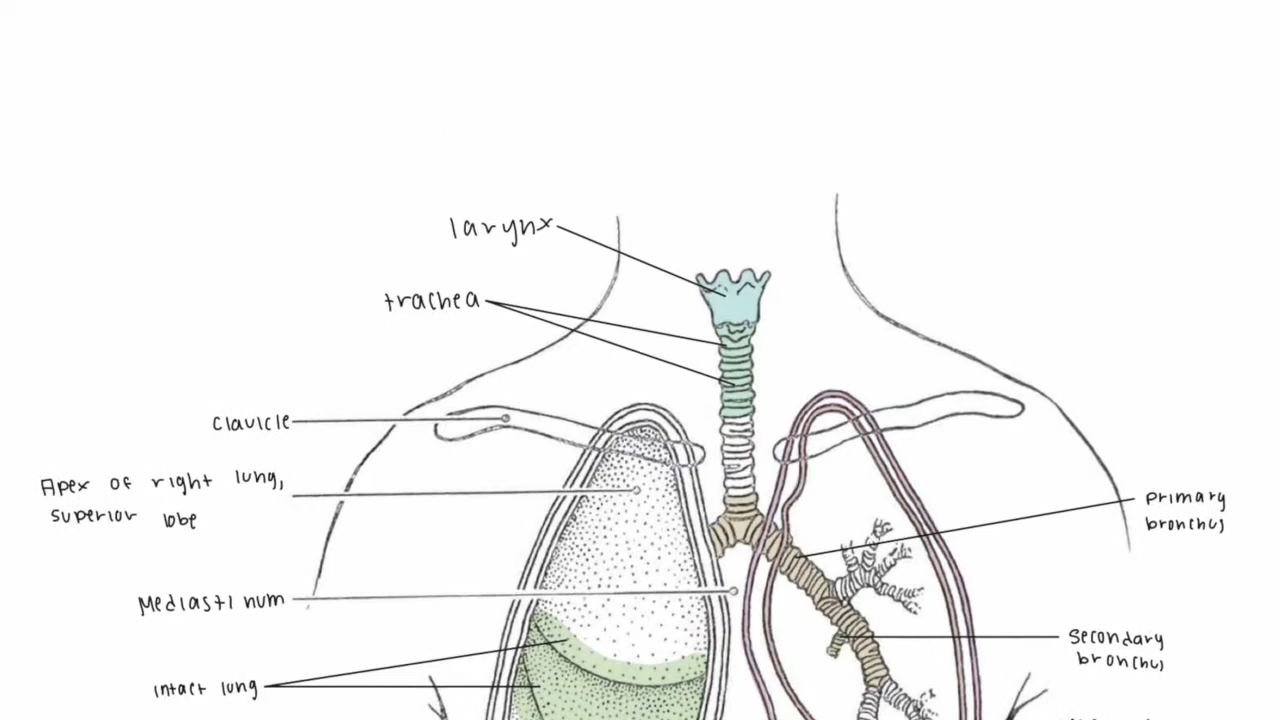 larynx
trachea
clavicle
Apex of right lung,
superior lobe
Mediastinum
intact lung
primary
bronchus
secondary
bronchus